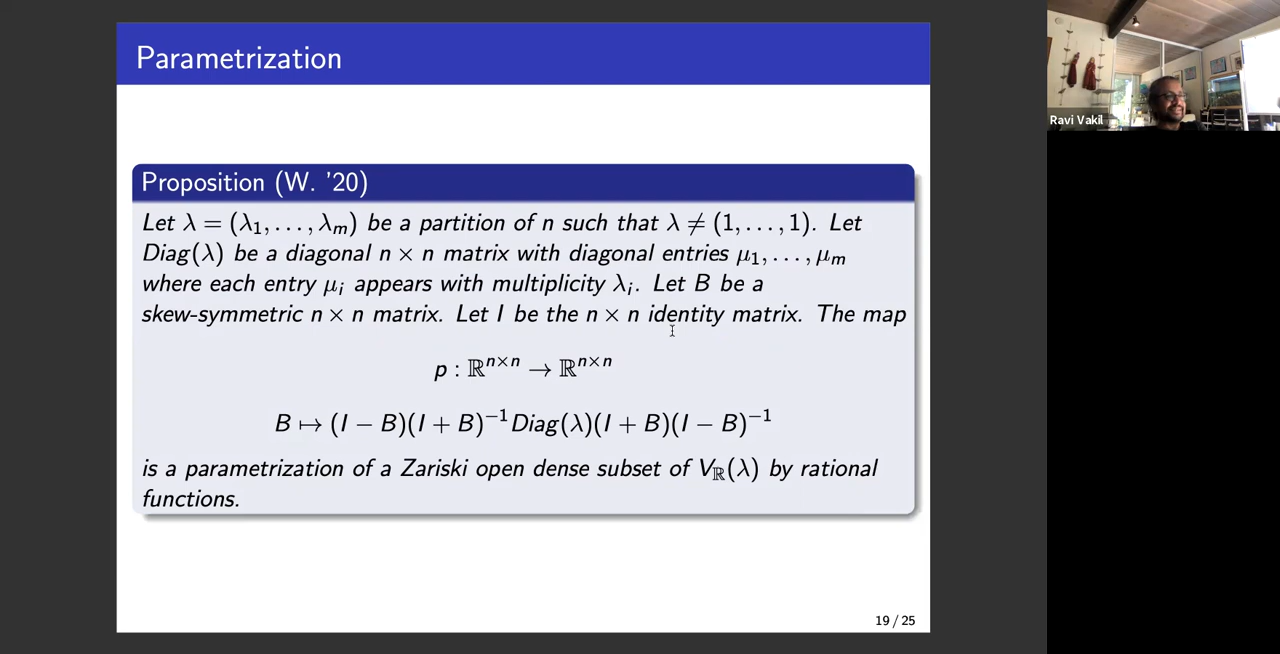 Parametrization
Proposition (W. '20)
Let λ = (λ₁, . . . , λₘ) be a partition of n such that λ ≠ (1, . . . , 1). Let
Diag(λ) be a diagonal n × n matrix with diagonal entries μ₁, . . . , μₘ
where each entry μᵢ appears with multiplicity λᵢ. Let B be a
skew-symmetric n × n matrix. Let I be the n × n identity matrix. The map
p : ℝⁿˣⁿ → ℝⁿˣⁿ
B ↦ (I − B)(I + B)⁻¹Diag(λ)(I + B)(I − B)⁻¹
is a parametrization of a Zariski open dense subset of V_ℝ(λ) by rational
functions.
19 / 25
Ravi Vakil